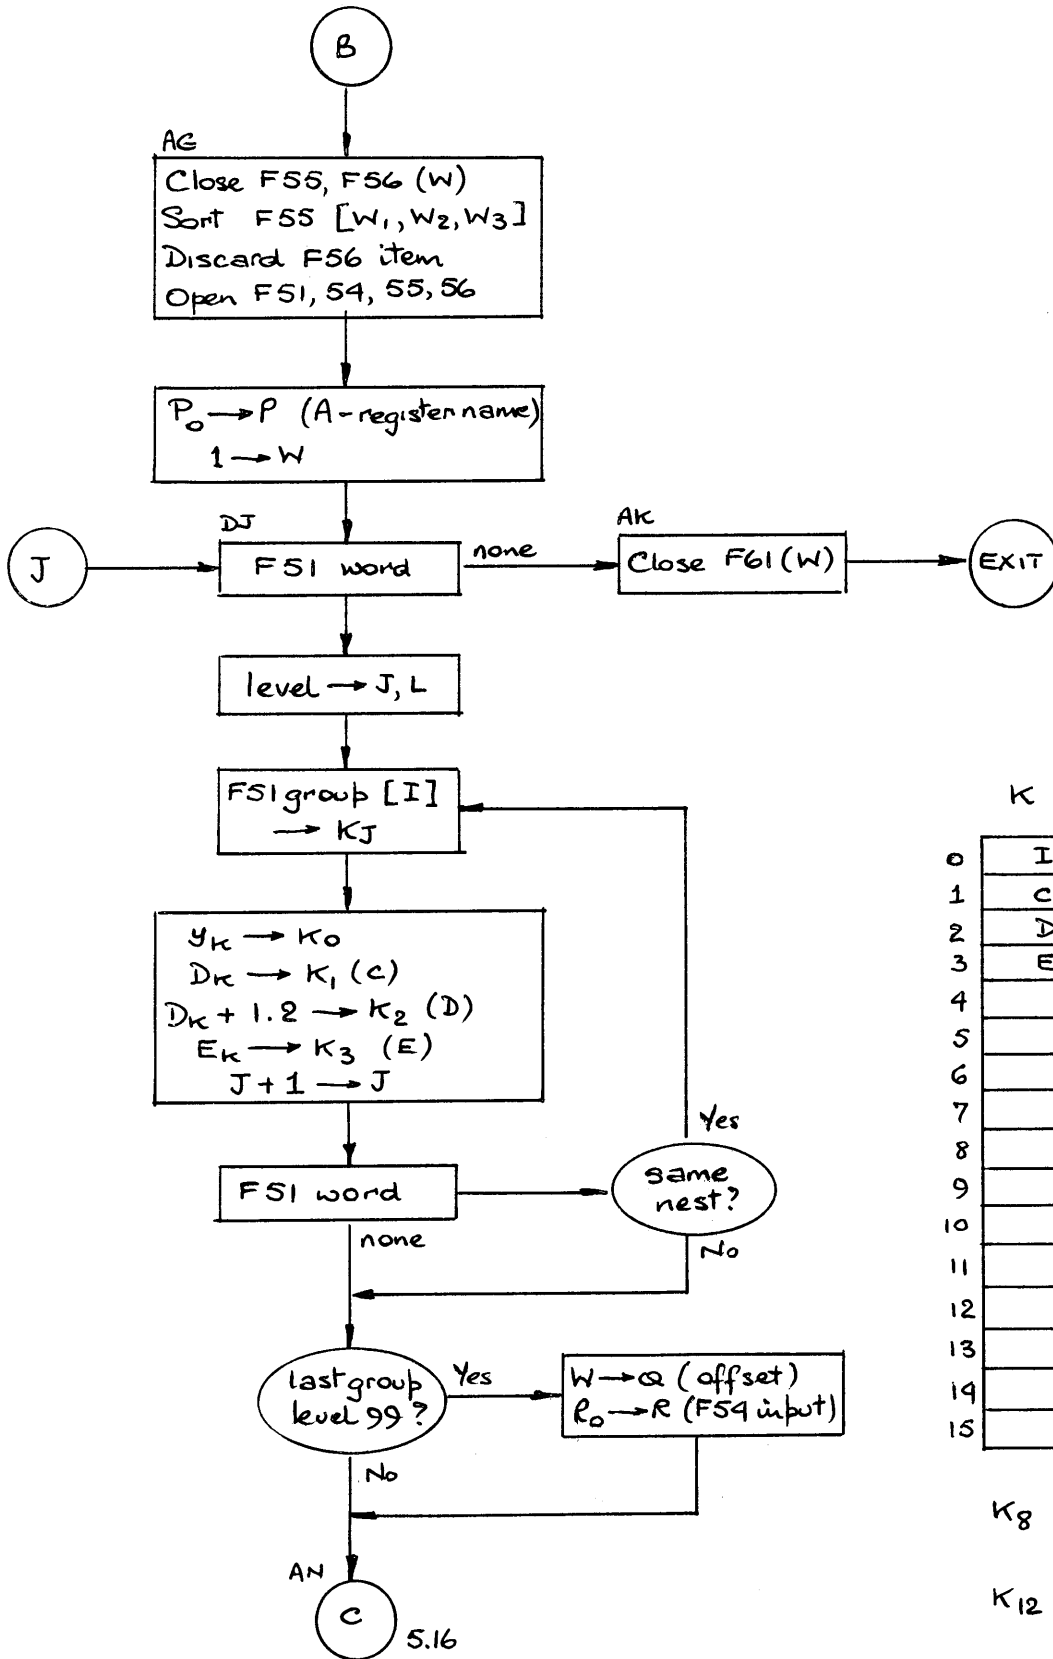 B
AG
Close F55, F56 (W)
Sort F55 [W₁, W₂, W₃]
Discard F56 item
Open F51, 54, 55, 56
P₀ → P (A-register name)
1 → W
DJ
J
F51 word
none
AK
Close F61 (W)
EXIT
level → J, L
F51 group [I]
→ KJ
yK → K₀
DK → K₁ (C)
DK + 1.2 → K₂ (D)
EK → K₃ (E)
J + 1 → J
F51 word
none
same
nest?
Yes
No
last group
level 99?
Yes
No
W → Q (offset)
R₀ → R (F54 input)
AN
C
5.16
K
0 I
1 C
2 D
3 E
4
5
6
7
8
9
10
11
12
13
14
15
K₈
K₁₂